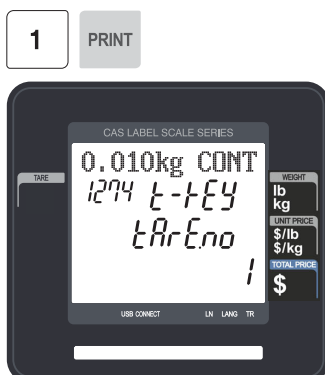 1 PRINT
CAS LABEL SCALE SERIES
0.010kg CONT
TARE
1274 t-kEY
tArE.no
1
WEIGHT
lb
kg
UNIT PRICE
$/lb
$/kg
TOTAL PRICE
$
USB CONNECT LN LANG TR